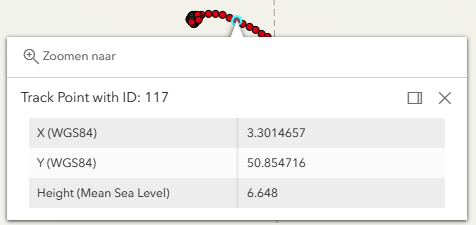 Zoomen naar
Track Point with ID: 117
X (WGS84) 3.3014657
Y (WGS84) 50.854716
Height (Mean Sea Level) 6.648